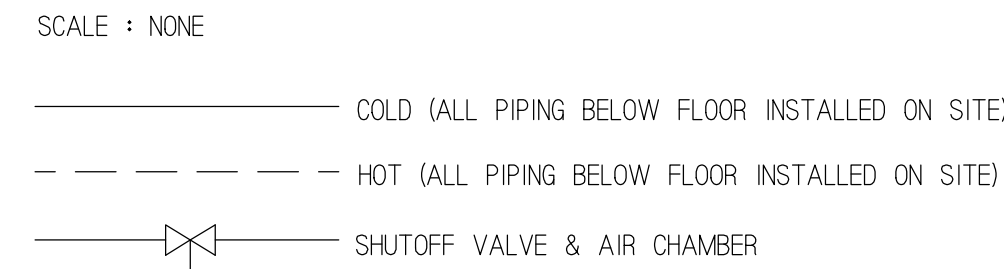 SCALE : NONE
COLD (ALL PIPING BELOW FLOOR INSTALLED ON SITE)
HOT (ALL PIPING BELOW FLOOR INSTALLED ON SITE)
SHUTOFF VALVE & AIR CHAMBER